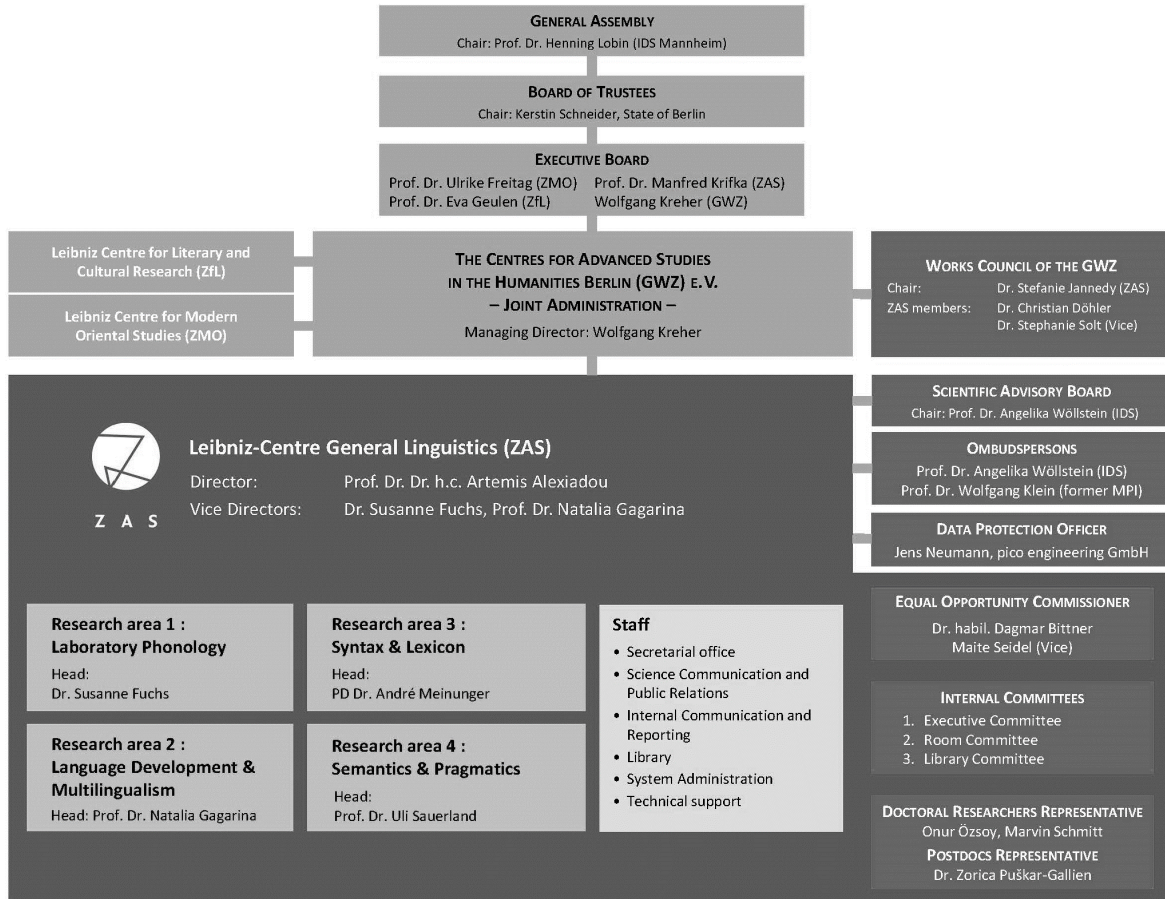 GENERAL ASSEMBLY
Chair: Prof. Dr. Henning Lobin (IDS Mannheim)
BOARD OF TRUSTEES
Chair: Kerstin Schneider, State of Berlin
EXECUTIVE BOARD
Prof. Dr. Ulrike Freitag (ZMO) Prof. Dr. Manfred Krifka (ZAS)
Prof. Dr. Eva Geulen (ZfL) Wolfgang Kreher (GWZ)
Leibniz Centre for Literary and
Cultural Research (ZfL)
Leibniz Centre for Modern
Oriental Studies (ZMO)
THE CENTRES FOR ADVANCED STUDIES
IN THE HUMANITIES BERLIN (GWZ) E. V.
– JOINT ADMINISTRATION –
Managing Director: Wolfgang Kreher
WORKS COUNCIL OF THE GWZ
Chair: Dr. Stefanie Jannedy (ZAS)
ZAS members: Dr. Christian Döhler
Dr. Stephanie Solt (Vice)
SCIENTIFIC ADVISORY BOARD
Chair: Prof. Dr. Angelika Wöllstein (IDS)
OMBUDSPERSONS
Prof. Dr. Angelika Wöllstein (IDS)
Prof. Dr. Wolfgang Klein (former MPI)
DATA PROTECTION OFFICER
Jens Neumann, pico engineering GmbH
ZAS
Leibniz-Centre General Linguistics (ZAS)
Director: Prof. Dr. Dr. h.c. Artemis Alexiadou
Vice Directors: Dr. Susanne Fuchs, Prof. Dr. Natalia Gagarina
Research area 1 :
Laboratory Phonology
Head:
Dr. Susanne Fuchs
Research area 2 :
Language Development &
Multilingualism
Head: Prof. Dr. Natalia Gagarina
Research area 3 :
Syntax & Lexicon
Head:
PD Dr. André Meinunger
Research area 4 :
Semantics & Pragmatics
Head:
Prof. Dr. Uli Sauerland
Staff
• Secretarial office
• Science Communication and
Public Relations
• Internal Communication and
Reporting
• Library
• System Administration
• Technical support
EQUAL OPPORTUNITY COMMISSIONER
Dr. habil. Dagmar Bittner
Maite Seidel (Vice)
INTERNAL COMMITTEES
1. Executive Committee
2. Room Committee
3. Library Committee
DOCTORAL RESEARCHERS REPRESENTATIVE
Onur Özsoy, Marvin Schmitt
POSTDOCS REPRESENTATIVE
Dr. Zorica Puškar-Gallien